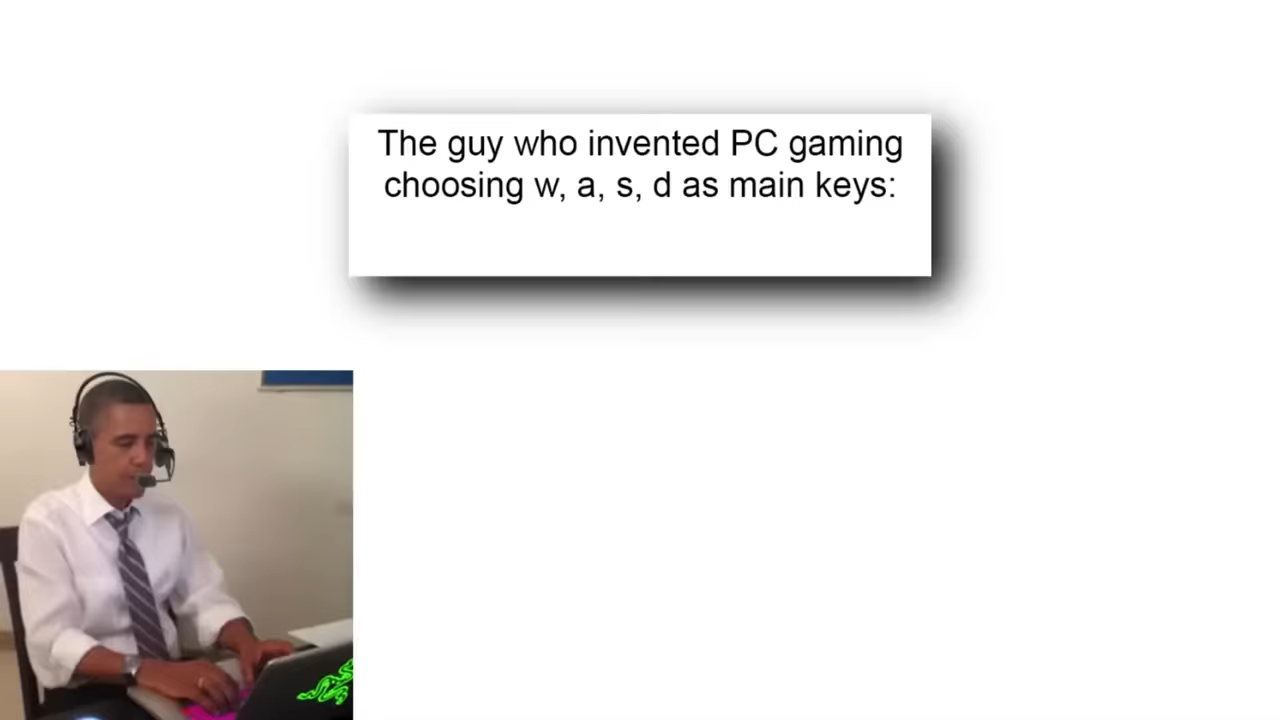 The guy who invented PC gaming
choosing w, a, s, d as main keys: